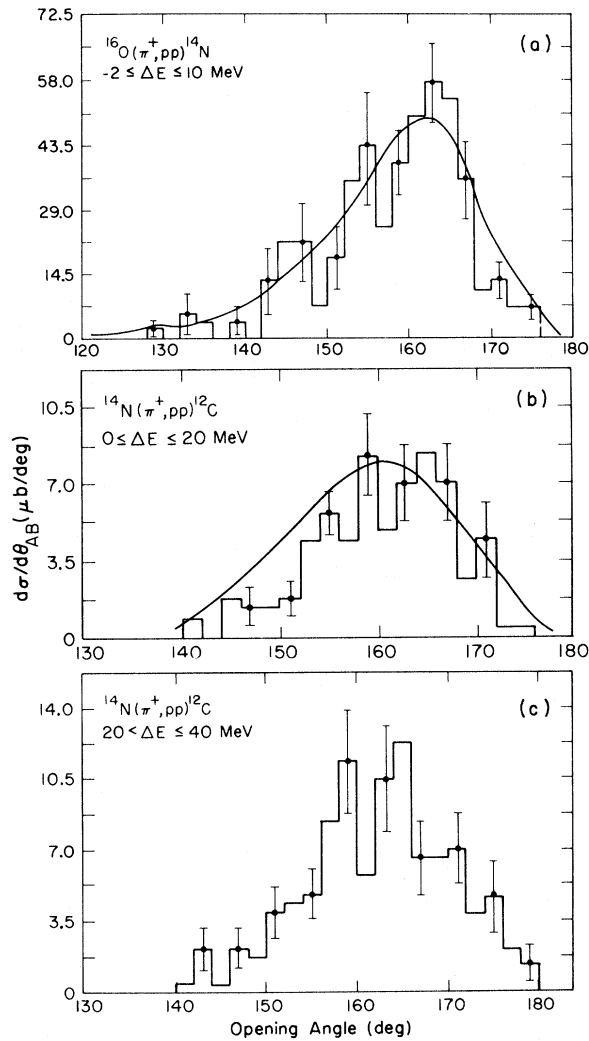 72.5
58.0
43.5
29.0
14.5
0
¹⁶O(π⁺,pp)¹⁴N
-2 ≤ ΔE ≤ 10 MeV
(a)
120 130 140 150 160 170 180
10.5
7.0
3.5
0
¹⁴N(π⁺,pp)¹²C
0 ≤ ΔE ≤ 20 MeV
(b)
130 140 150 160 170 180
dσ/dθ_AB (μb/deg)
14.0
10.5
7.0
3.5
0
¹⁴N(π⁺,pp)¹²C
20 < ΔE ≤ 40 MeV
(c)
130 140 150 160 170 180
Opening Angle (deg)